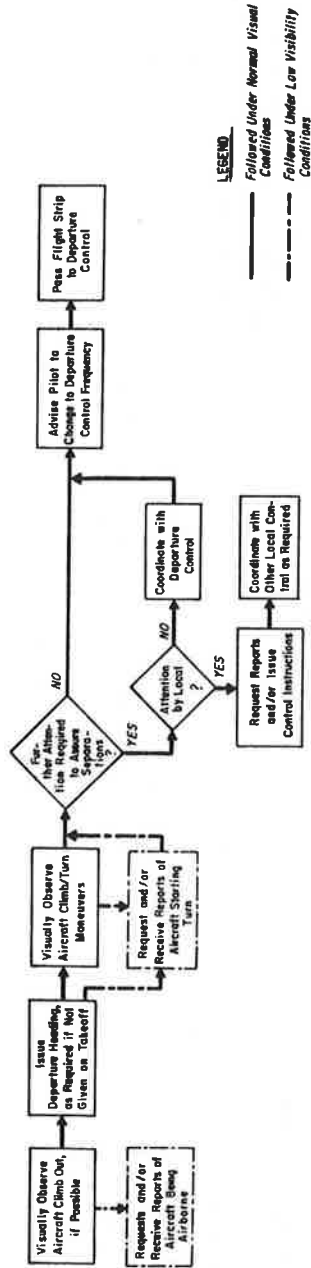 Visually Observe
Aircraft Climb Out,
if Possible
Requests and/or
Receive Reports of
Aircraft Being
Airborne
Issue
Departure Heading,
as Required if Not
Given on Takeoff
Visually Observe
Aircraft Climb/Turn
Maneuvers
Request and/or
Receive Reports of
Aircraft Starting
Turn
Fur-
ther Atten-
tion Required
to Assure
Separa-
tions
?
NO
YES
Attention
by Local
?
NO
YES
Coordinate with
Departure
Control
Request Reports
and/or Issue
Control Instructions
Coordinate with
Other Local Con-
trol as Required
Advise Pilot to
Change to Departure
Control Frequency
Pass Flight Strip
to Departure
Control
LEGEND
Followed Under Normal Visual
Conditions
Followed Under Low Visibility
Conditions